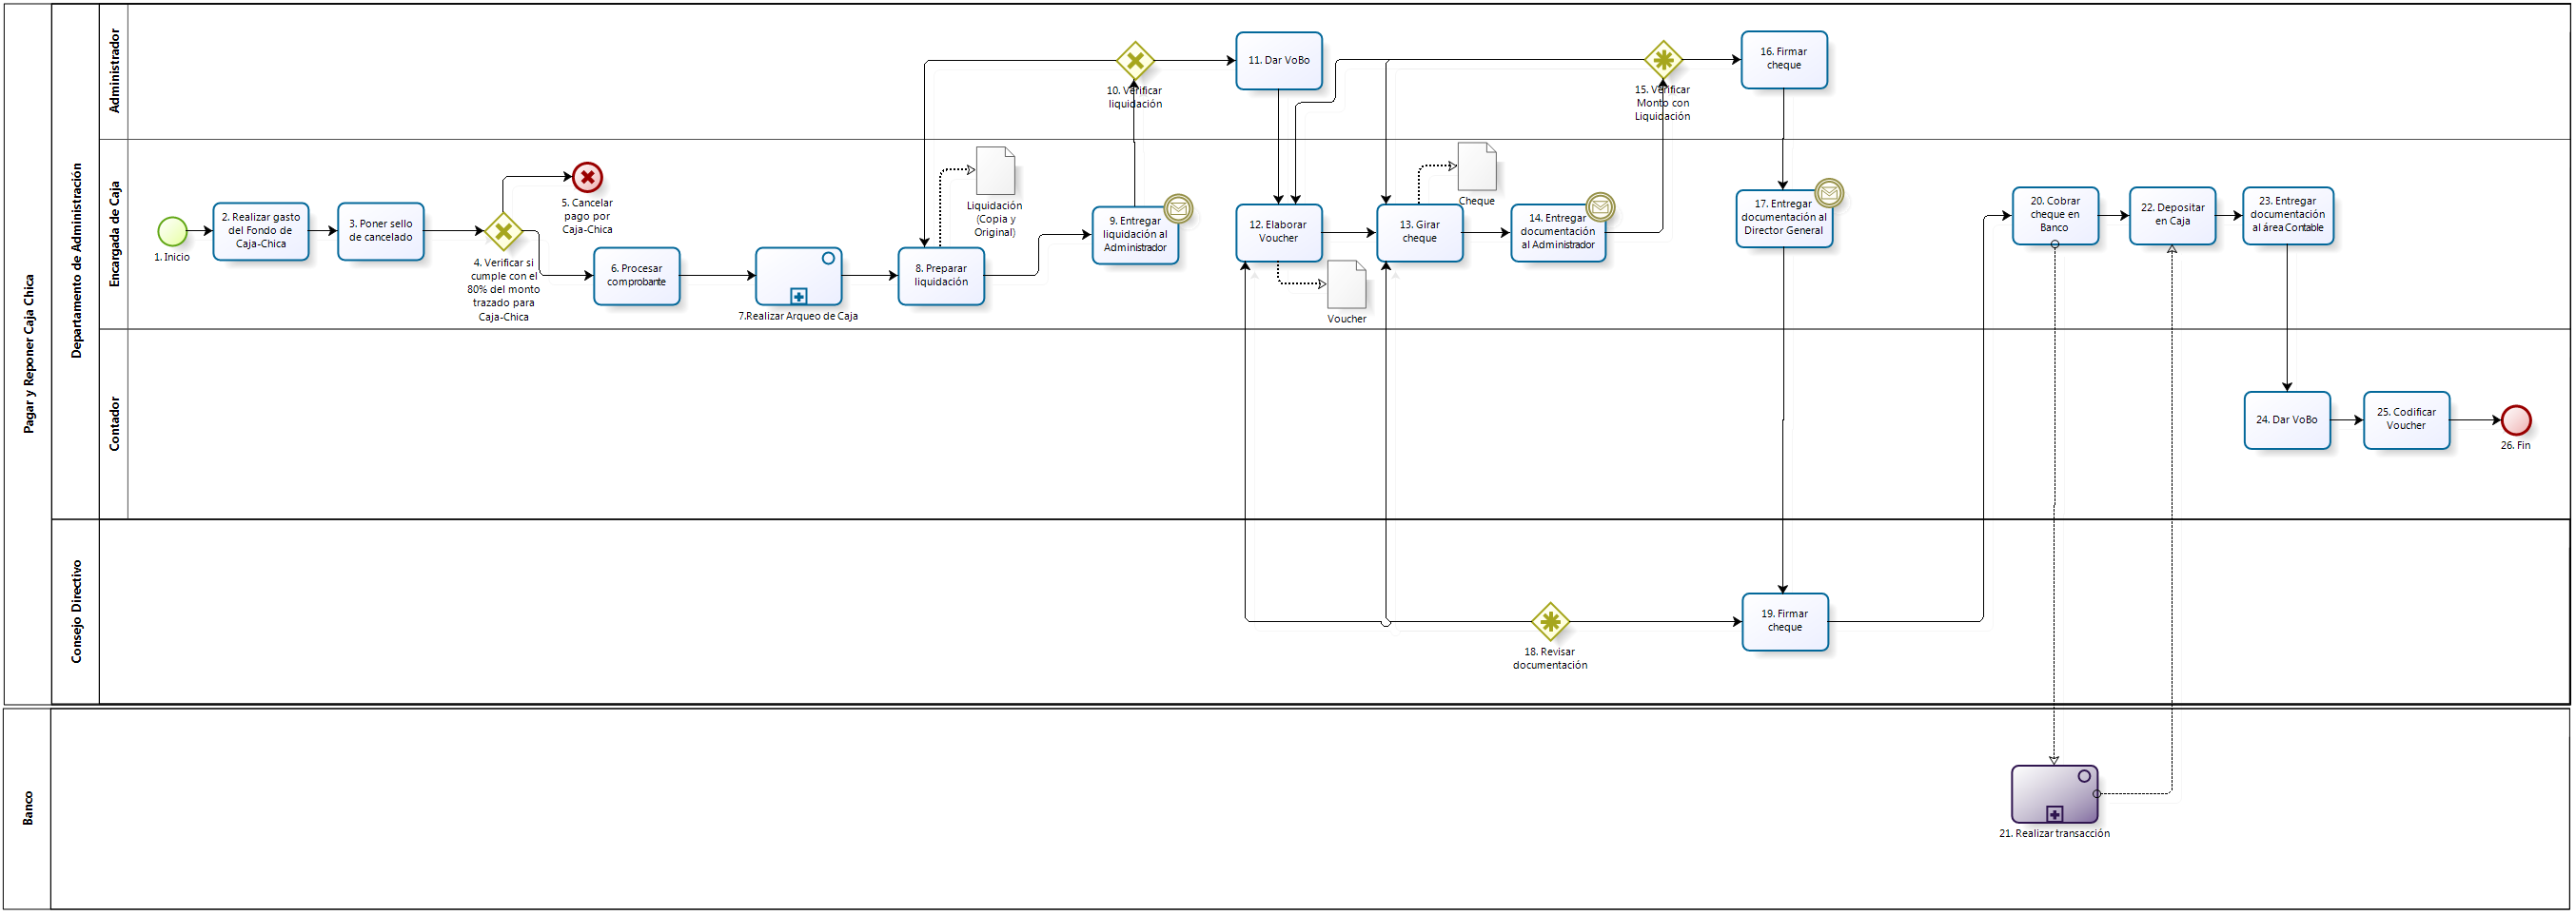 Pagar y Reponer Caja Chica
Departamento de Administración
Administrador
10. Verificar
liquidación
11. Dar VoBo
15. Verificar
Monto con
Liquidación
16. Firmar
cheque
Encargada de Caja
1. Inicio
2. Realizar gasto
del Fondo de
Caja-Chica
3. Poner sello
de cancelado
4. Verificar si
cumple con el
80% del monto
trazado para
Caja-Chica
5. Cancelar
pago por
Caja-Chica
6. Procesar
comprobante
7.Realizar Arqueo de Caja
8. Preparar
liquidación
Liquidación
(Copia y
Original)
9. Entregar
liquidación al
Administrador
12. Elaborar
Voucher
Voucher
13. Girar
cheque
Cheque
14. Entregar
documentación
al Administrador
17. Entregar
documentación al
Director General
20. Cobrar
cheque en
Banco
22. Depositar
en Caja
23. Entregar
documentación
al área Contable
Contador
24. Dar VoBo
25. Codificar
Voucher
26. Fin
Consejo Directivo
18. Revisar
documentación
19. Firmar
cheque
Banco
21. Realizar transacción